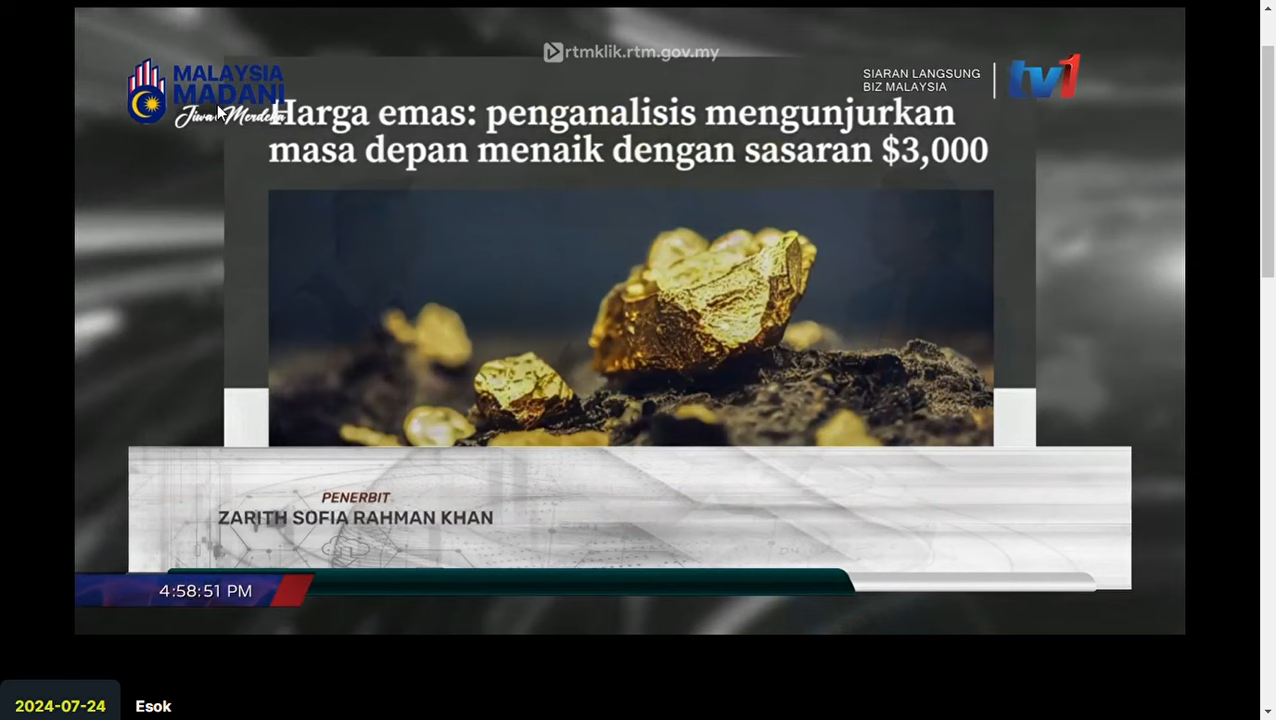 rtmklik.rtm.gov.my
MALAYSIA
MADANI
Jiwa Merdeka
SIARAN LANGSUNG
BIZ MALAYSIA
tv1
Harga emas: penganalisis mengunjurkan
masa depan menaik dengan sasaran $3,000
PENERBIT
ZARITH SOFIA RAHMAN KHAN
4:58:51 PM
2024-07-24
Esok